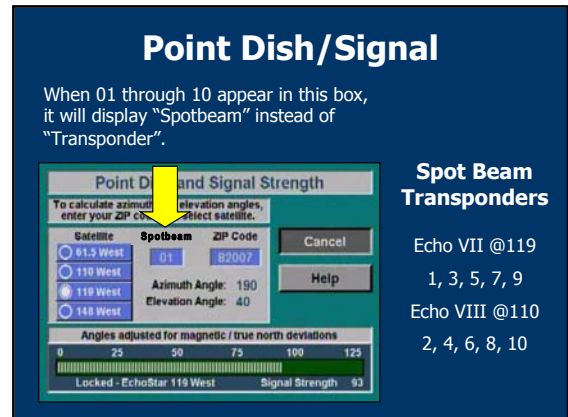 Point Dish/Signal
When 01 through 10 appear in this box,
it will display “Spotbeam” instead of
“Transponder”.
Point D and Signal Strength
To calculate azimu elevation angles,
enter your ZIP co select satellite.
Satellite Spotbeam ZIP Code
61.5 West 01 82007
110 West
119 West Azimuth Angle: 190
148 West Elevation Angle: 40
Cancel
Help
Angles adjusted for magnetic / true north deviations
0 25 50 75 100 125
Locked - EchoStar 119 West Signal Strength 93
Spot Beam
Transponders
Echo VII @119
1, 3, 5, 7, 9
Echo VIII @110
2, 4, 6, 8, 10